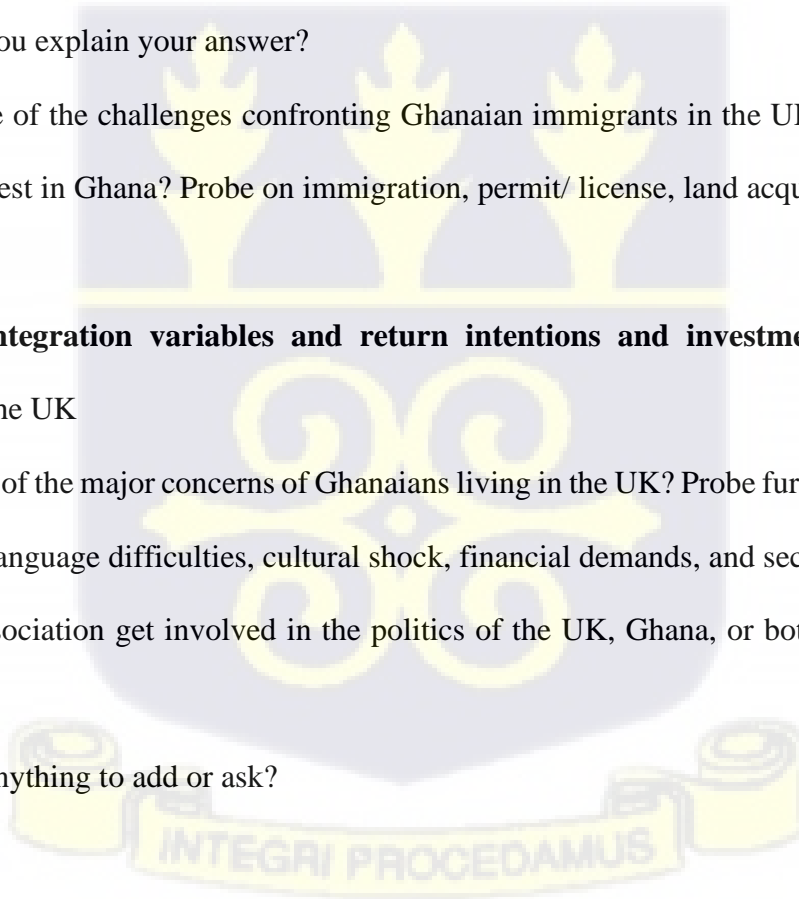 ou explain your answer?
e of the challenges confronting Ghanaian immigrants in the UK
est in Ghana? Probe on immigration, permit/ license, land acqu
ntegration variables and return intentions and investme
he UK
of the major concerns of Ghanaians living in the UK? Probe fur
anguage difficulties, cultural shock, financial demands, and sec
sociation get involved in the politics of the UK, Ghana, or bot
nything to add or ask?
INTEGRI PROCEDAMUS